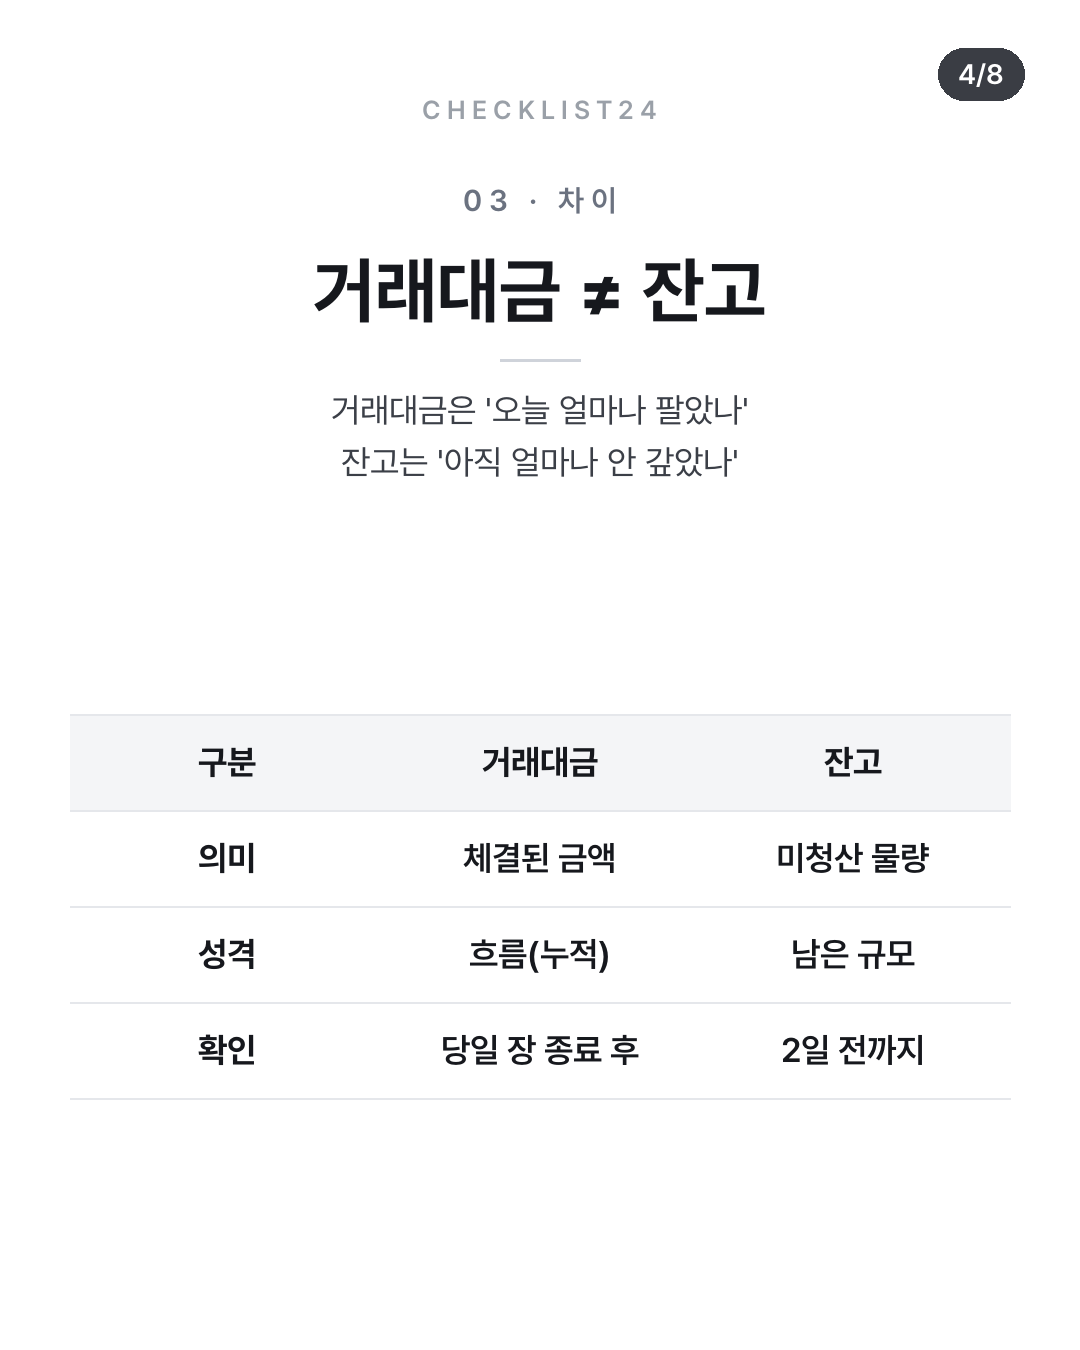 4/8
CHECKLIST24
03 · 차이
거래대금 ≠ 잔고
거래대금은 '오늘 얼마나 팔았나'
잔고는 '아직 얼마나 안 갚았나'
구분 거래대금 잔고
의미 체결된 금액 미청산 물량
성격 흐름(누적) 남은 규모
확인 당일 장 종료 후 2일 전까지